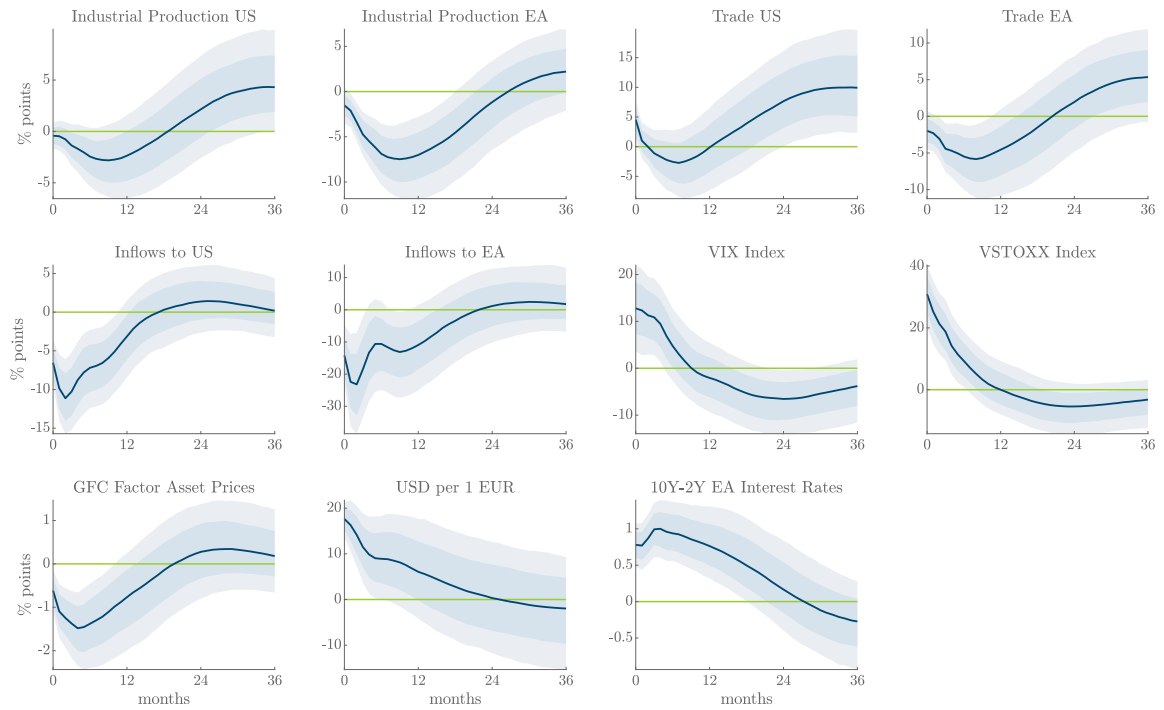 Industrial Production US
Industrial Production EA
Trade US
Trade EA
% points
5
0
-5
0 12 24 36
5
0
-5
-10
0 12 24 36
15
10
5
0
-5
0 12 24 36
10
5
0
-5
-10
0 12 24 36
Inflows to US
Inflows to EA
VIX Index
VSTOXX Index
% points
5
0
-5
-10
-15
0 12 24 36
10
0
-10
-20
-30
0 12 24 36
20
10
0
-10
0 12 24 36
40
20
0
0 12 24 36
GFC Factor Asset Prices
USD per 1 EUR
10Y-2Y EA Interest Rates
% points
1
0
-1
-2
0 12 24 36
months
20
10
0
-10
0 12 24 36
months
1
0.5
0
-0.5
0 12 24 36
months